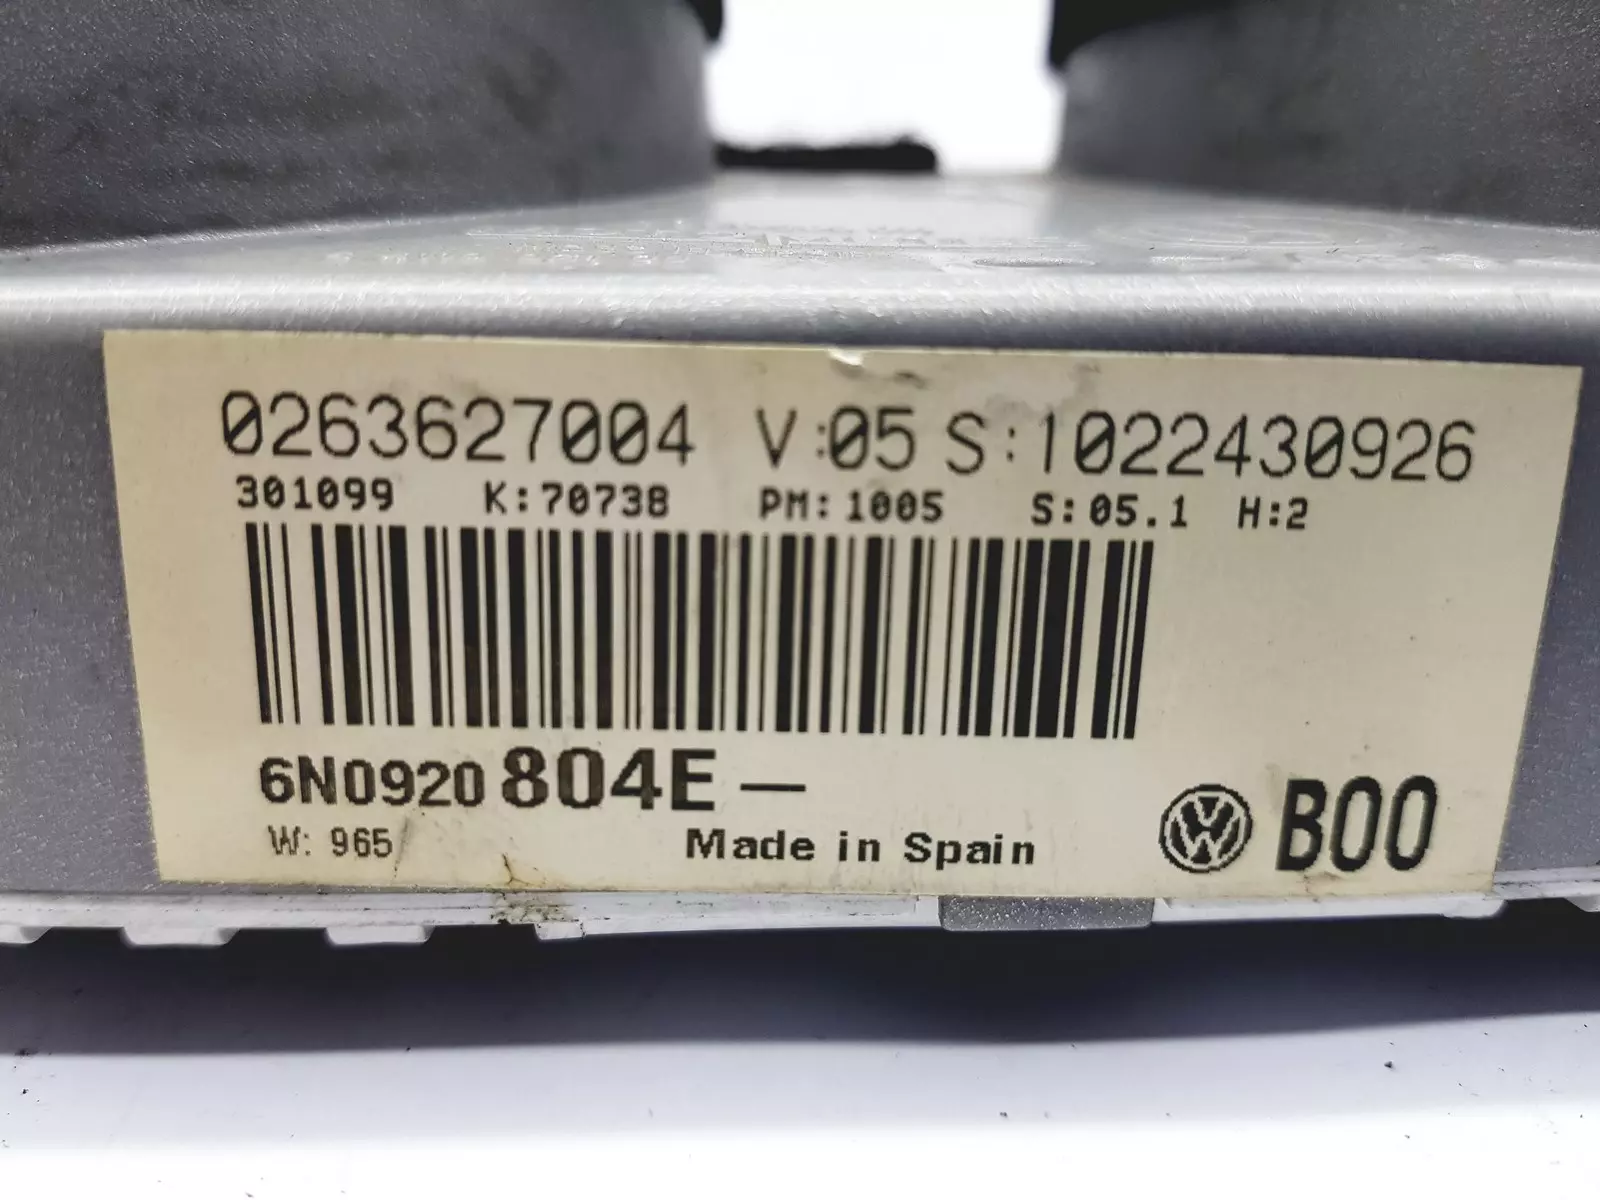 0263627004 V:05 S:1022430926
301099 K:70738 PM:1005 S:05.1 H:2
6N0920 804E –
W: 965 Made in Spain B00